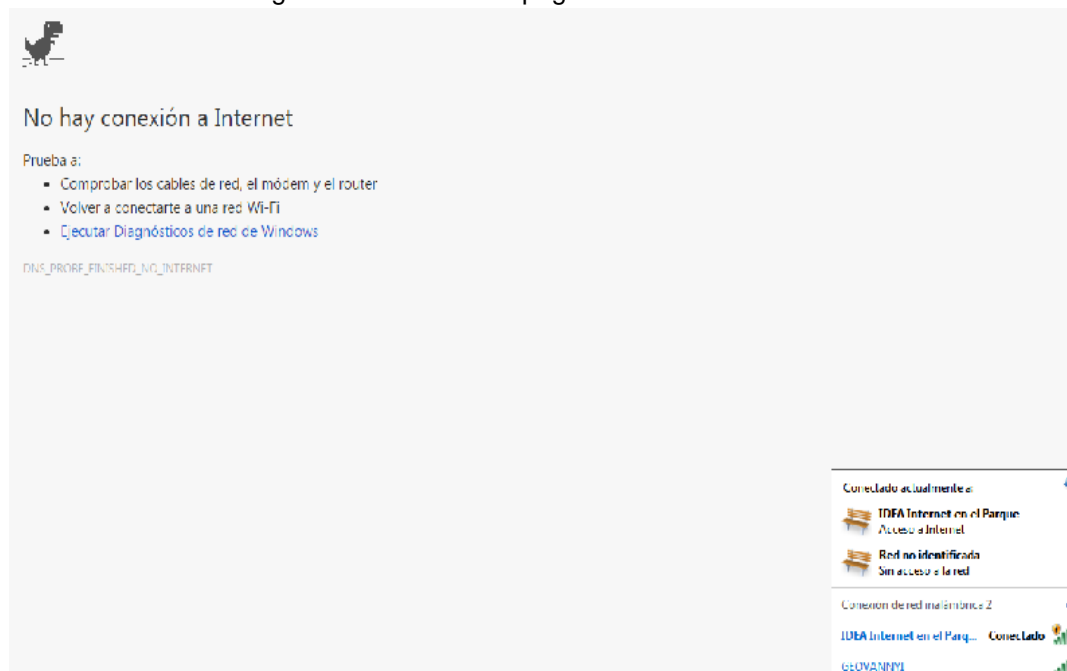 No hay conexión a Internet
Prueba a:
Comprobar los cables de red, el módem y el router
Volver a conectarte a una red Wi-Fi
Ejecutar Diagnósticos de red de Windows
DNS_PROBE_FINISHED_NO_INTERNET
Conectado actualmente a:
IDEA Internet en el Parque
Acceso a Internet
Red no identificada
Sin acceso a la red
Conexión de red inalámbrica 2
IDEA Internet en el Parq... Conectado
GEOVANNYI